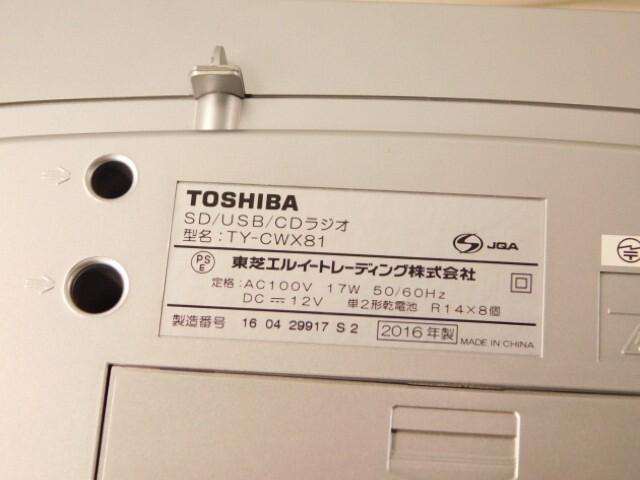 TOSHIBA
SD/USB/CDラジオ
型名:TY-CWX81
JQA
PS
E
東芝エルイートレーディング株式会社
定格:AC100V 17W 50/60Hz
DC⎓12V 単2形乾電池 R14×8個
製造番号 16 04 29917 S 2 2016年製 MADE IN CHINA